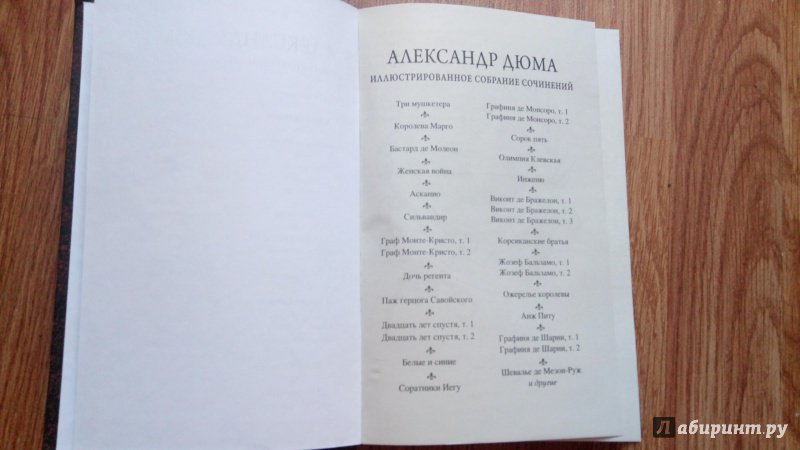 АЛЕКСАНДР ДЮМА
ИЛЛЮСТРИРОВАННОЕ СОБРАНИЕ СОЧИНЕНИЙ
Три мушкетера
Королева Марго
Бастард де Молеон
Женская война
Асканио
Сильвандир
Граф Монте-Кристо, т. 1
Граф Монте-Кристо, т. 2
Дочь регента
Паж герцога Савойского
Двадцать лет спустя, т. 1
Двадцать лет спустя, т. 2
Белые и синие
Соратники Иегу
Графиня де Монсоро, т. 1
Графиня де Монсоро, т. 2
Сорок пять
Олимпия Клевская
Инженю
Виконт де Бражелон, т. 1
Виконт де Бражелон, т. 2
Виконт де Бражелон, т. 3
Корсиканские братья
Жозеф Бальзамо, т. 1
Жозеф Бальзамо, т. 2
Ожерелье королевы
Анж Питу
Графиня де Шарни, т. 1
Графиня де Шарни, т. 2
Шевалье де Мезон-Руж
и другие
Лабиринт.ру